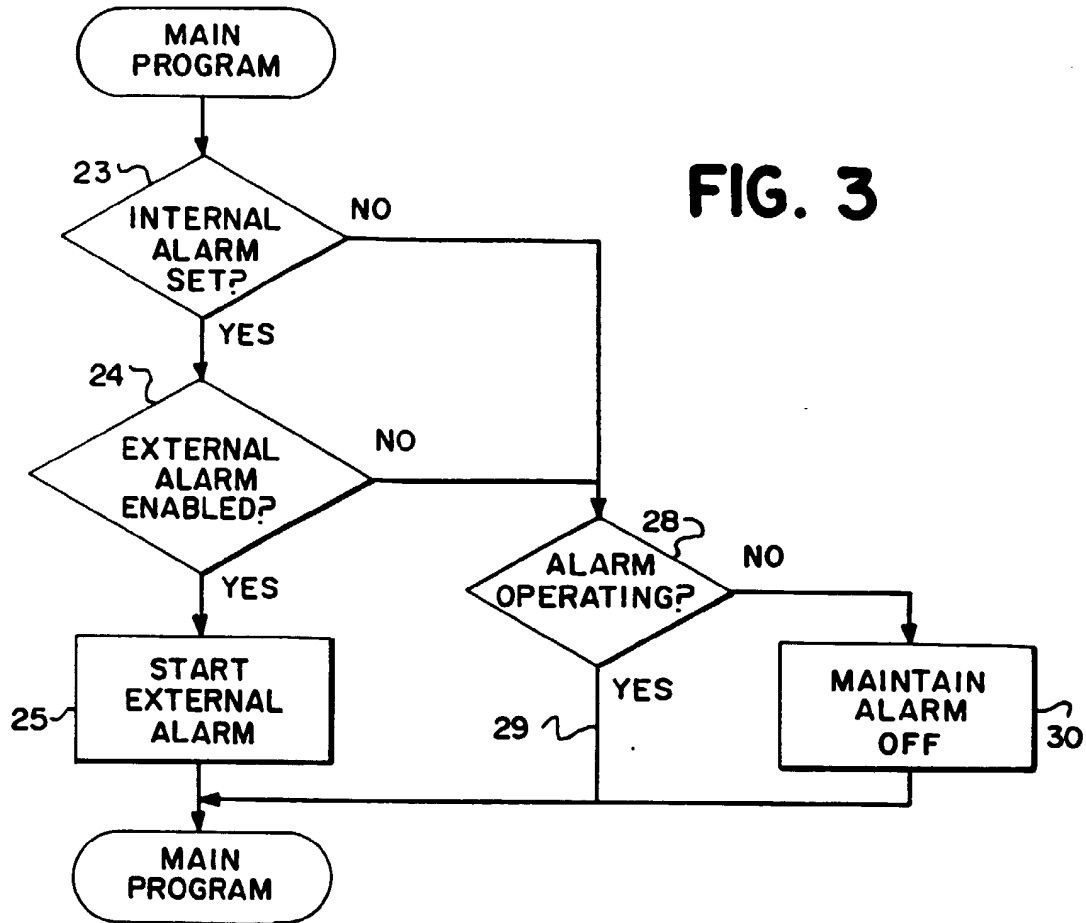 MAIN
PROGRAM
23
INTERNAL
ALARM
SET?
NO
YES
FIG. 3
24
EXTERNAL
ALARM
ENABLED?
NO
YES
28
ALARM
OPERATING?
NO
YES
25
START
EXTERNAL
ALARM
29
MAINTAIN
ALARM
OFF
30
MAIN
PROGRAM